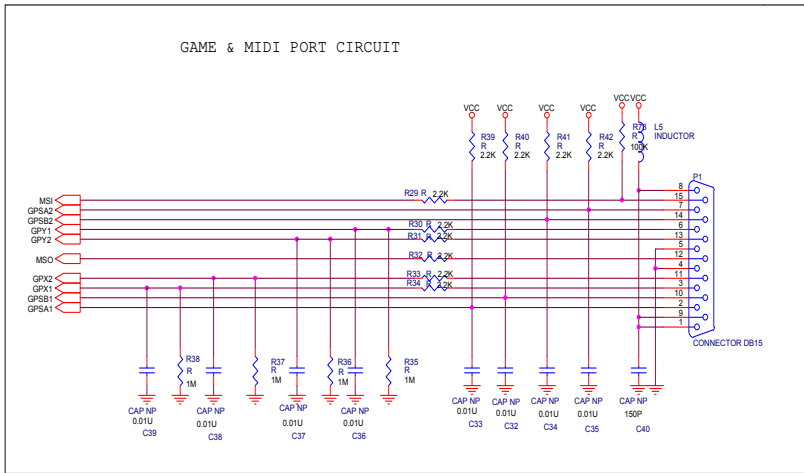 GAME & MIDI PORT CIRCUIT
VCC VCC VCC VCC VCC VCC
R39 R 2.2K
R40 R 2.2K
R41 R 2.2K
R42 R 2.2K
R78 R 100K
L5 INDUCTOR
P1
MSI
GPSA2
GPSB2
GPY1
GPY2
MSO
GPX2
GPX1
GPSB1
GPSA1
R29 R 2.2K
R30 R 2.2K
R31 R 2.2K
R32 R 2.2K
R33 R 2.2K
R34 R 2.2K
8
15
7
14
6
13
5
12
4
11
3
10
2
9
1
CONNECTOR DB15
R38 R 1M
R37 R 1M
R36 R 1M
R35 R 1M
CAP NP 0.01U C39
CAP NP 0.01U C38
CAP NP 0.01U C37
CAP NP 0.01U C36
CAP NP 0.01U C33
CAP NP 0.01U C32
CAP NP 0.01U C34
CAP NP 0.01U C35
CAP NP 150P C40